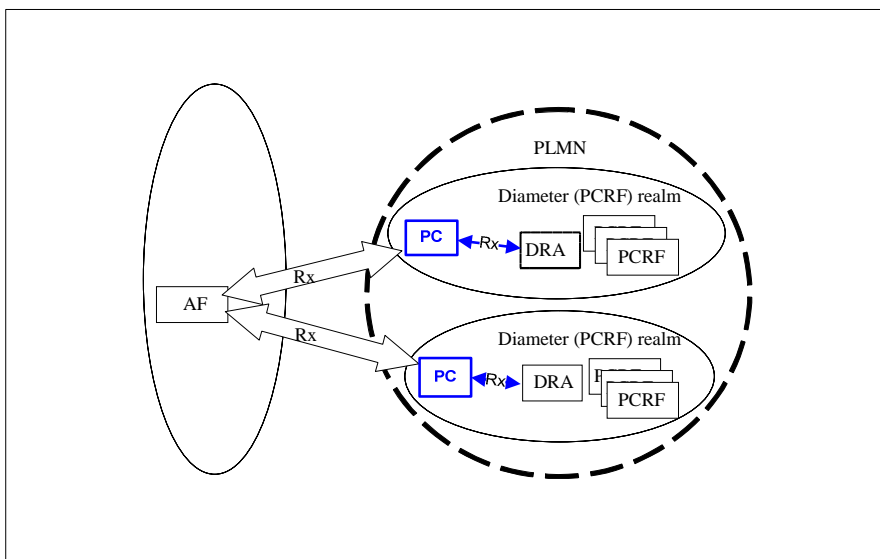 PLMN
Diameter (PCRF) realm
PC
Rx
DRA
PCRF
Rx
AF
Rx
Diameter (PCRF) realm
PC
Rx
DRA
PCRF